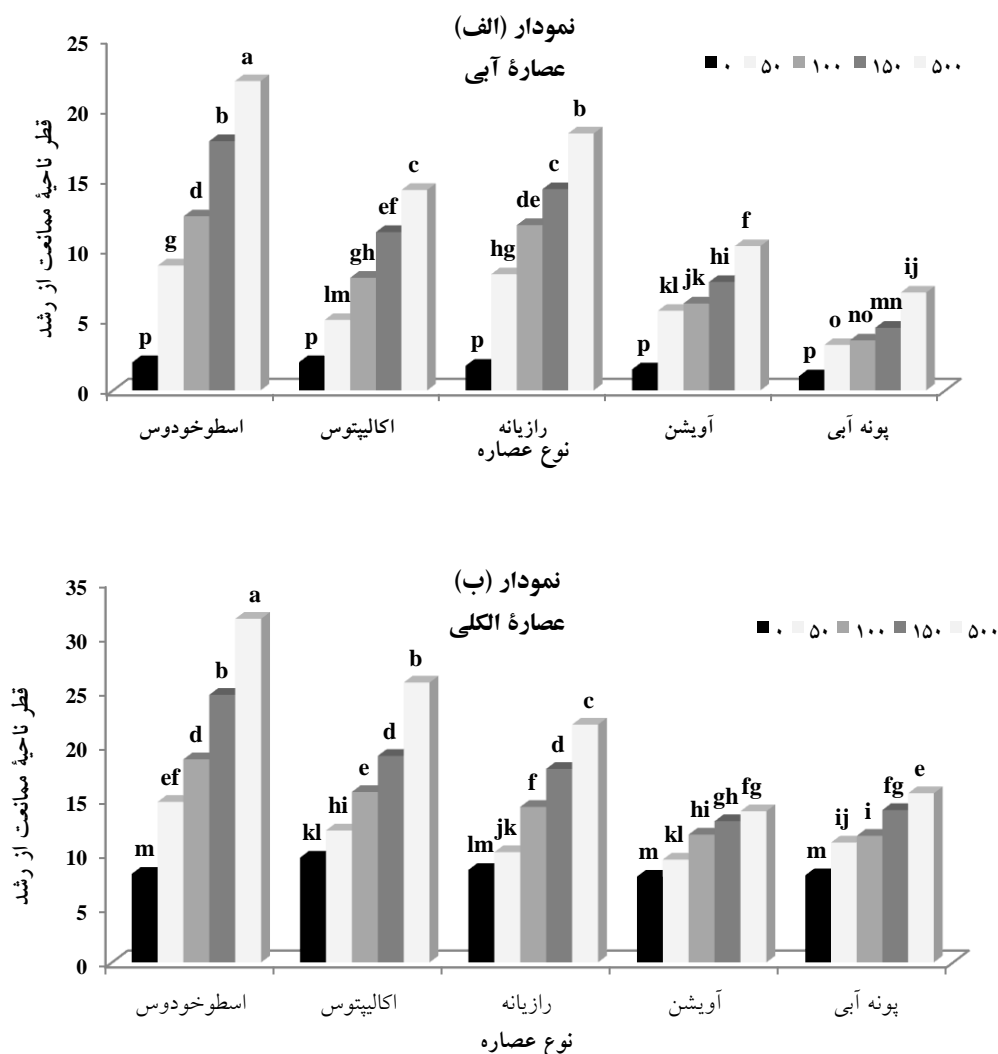 نمودار (الف)
عصارۀ آبی
۰ ۵۰ ۱۰۰ ۱۵۰ ۵۰۰
قطر ناحیۀ ممانعت از رشد
25
20
15
10
5
0
p g d b a
p lm gh ef c
p hg de c b
p kl jk hi f
p o no mn ij
اسطوخودوس اکالیپتوس رازیانه آویشن پونه آبی
نوع عصاره
نمودار (ب)
عصارۀ الکلی
۰ ۵۰ ۱۰۰ ۱۵۰ ۵۰۰
قطر ناحیۀ ممانعت از رشد
35
30
25
20
15
10
5
0
m ef d b a
kl hi e d b
lm jk f d c
m kl hi gh fg
m ij i fg e
اسطوخودوس اکالیپتوس رازیانه آویشن پونه آبی
نوع عصاره